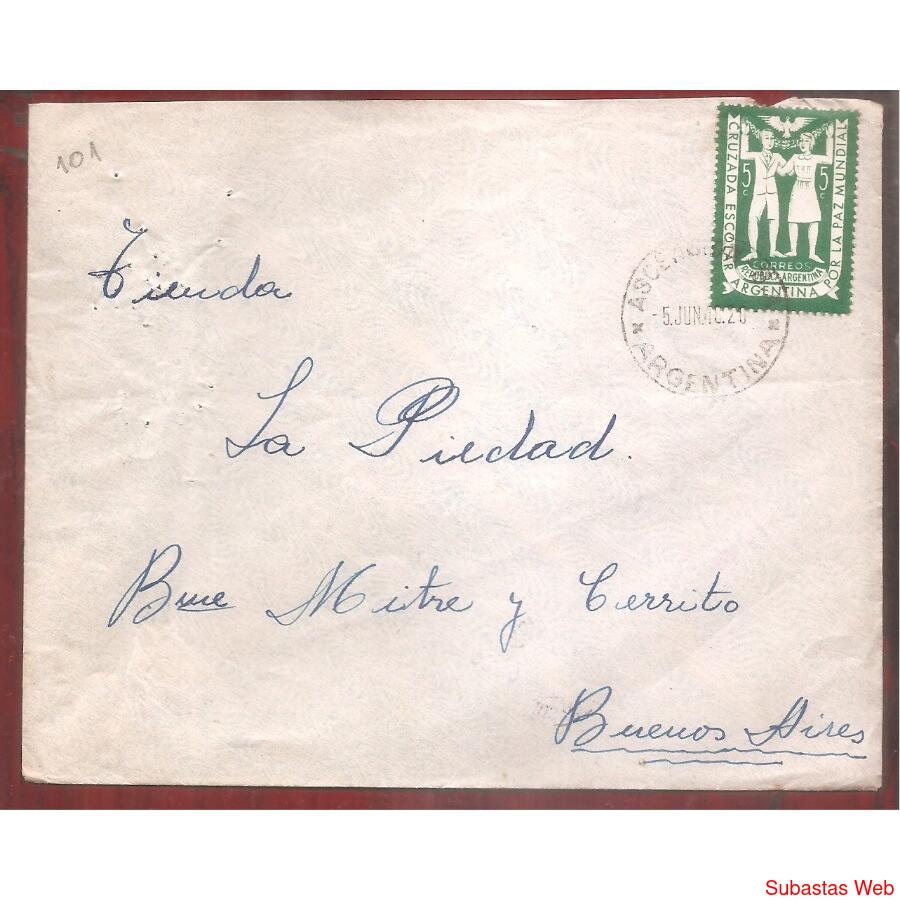 101
CRUZADA ESCOLAR ARGENTINA POR LA PAZ MUNDIAL
5 c 5 c
CORREOS
REPUBLICA ARGENTINA
-5.JUN.
ARGENTINA
Tienda
La Piedad.
Bme Mitre y Cerrito
Buenos Aires
Subastas Web